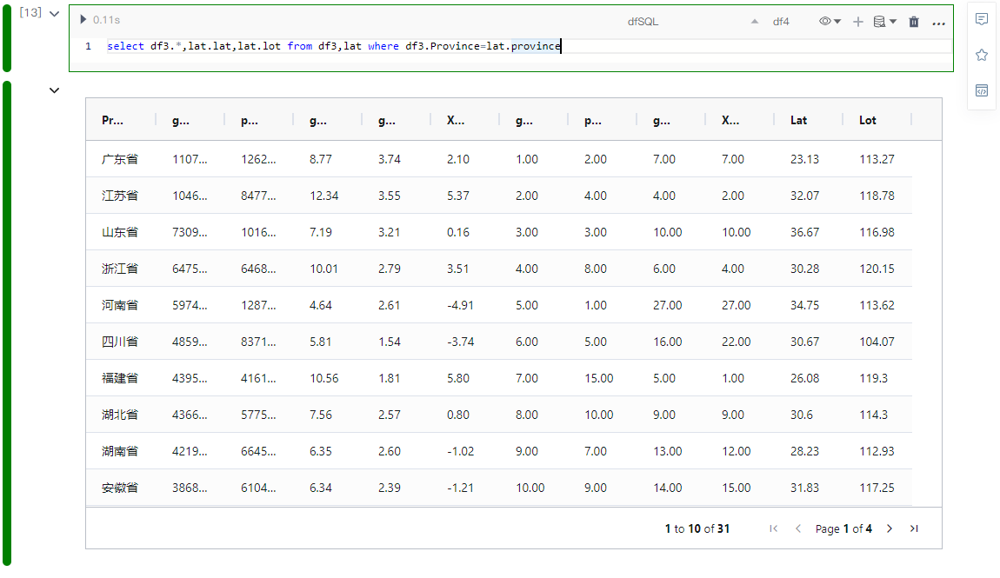 [13] 0.11s dfSQL df4
1 select df3.*,lat.lat,lat.lot from df3,lat where df3.Province=lat.province
Pr... g... p... g... g... X... g... p... g... X... Lat Lot
广东省 1107... 1262... 8.77 3.74 2.10 1.00 2.00 7.00 7.00 23.13 113.27
江苏省 1046... 8477... 12.34 3.55 5.37 2.00 4.00 4.00 2.00 32.07 118.78
山东省 7309... 1016... 7.19 3.21 0.16 3.00 3.00 10.00 10.00 36.67 116.98
浙江省 6475... 6468... 10.01 2.79 3.51 4.00 8.00 6.00 4.00 30.28 120.15
河南省 5974... 1287... 4.64 2.61 -4.91 5.00 1.00 27.00 27.00 34.75 113.62
四川省 4859... 8371... 5.81 1.54 -3.74 6.00 5.00 16.00 22.00 30.67 104.07
福建省 4395... 4161... 10.56 1.81 5.80 7.00 15.00 5.00 1.00 26.08 119.3
湖北省 4366... 5775... 7.56 2.57 0.80 8.00 10.00 9.00 9.00 30.6 114.3
湖南省 4219... 6645... 6.35 2.60 -1.02 9.00 7.00 13.00 12.00 28.23 112.93
安徽省 3868... 6104... 6.34 2.39 -1.21 10.00 9.00 14.00 15.00 31.83 117.25
1 to 10 of 31 Page 1 of 4